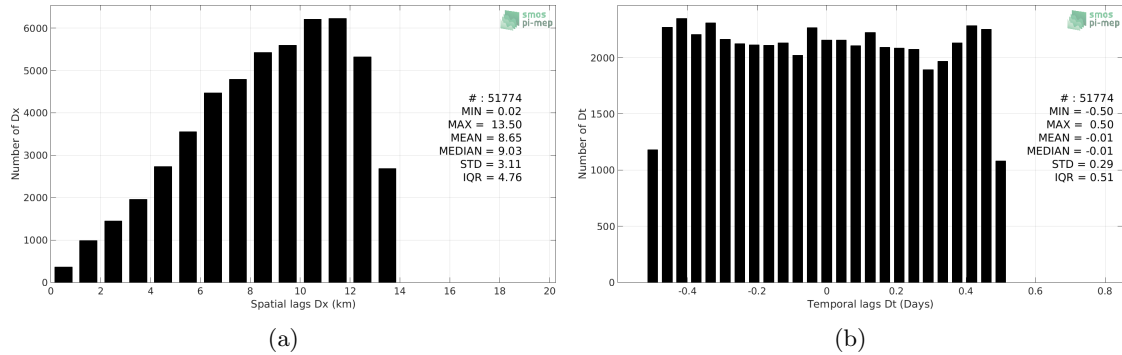 smos
pi-mep
6000
5000
4000
3000
2000
1000
0
Number of Dx
# : 51774
MIN = 0.02
MAX = 13.50
MEAN = 8.65
MEDIAN = 9.03
STD = 3.11
IQR = 4.76
0 2 4 6 8 10 12 14 16 18 20
Spatial lags Dx (km)
(a)
smos
pi-mep
2000
1500
1000
500
0
Number of Dt
# : 51774
MIN = -0.50
MAX = 0.50
MEAN = -0.01
MEDIAN = -0.01
STD = 0.29
IQR = 0.51
-0.4 -0.2 0 0.2 0.4 0.6 0.8
Temporal lags Dt (Days)
(b)